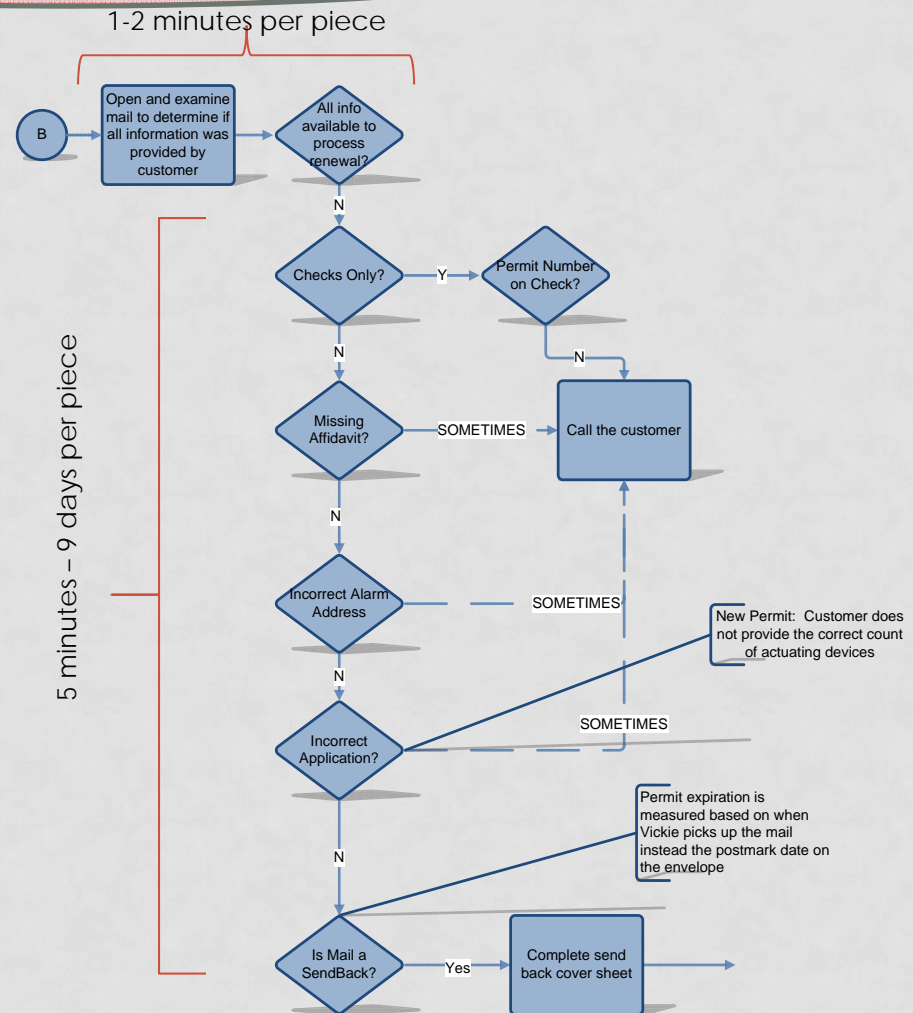 1-2 minutes per piece
B
Open and examine
mail to determine if
all information was
provided by
customer
All info
available to
process
renewal?
N
Checks Only?
Y
Permit Number
on Check?
N
N
5 minutes – 9 days per piece
Missing
Affidavit?
SOMETIMES
Call the customer
N
Incorrect Alarm
Address
SOMETIMES
New Permit: Customer does
not provide the correct count
of actuating devices
N
Incorrect
Application?
SOMETIMES
Permit expiration is
measured based on when
Vickie picks up the mail
instead the postmark date on
the envelope
N
Is Mail a
SendBack?
Yes
Complete send
back cover sheet